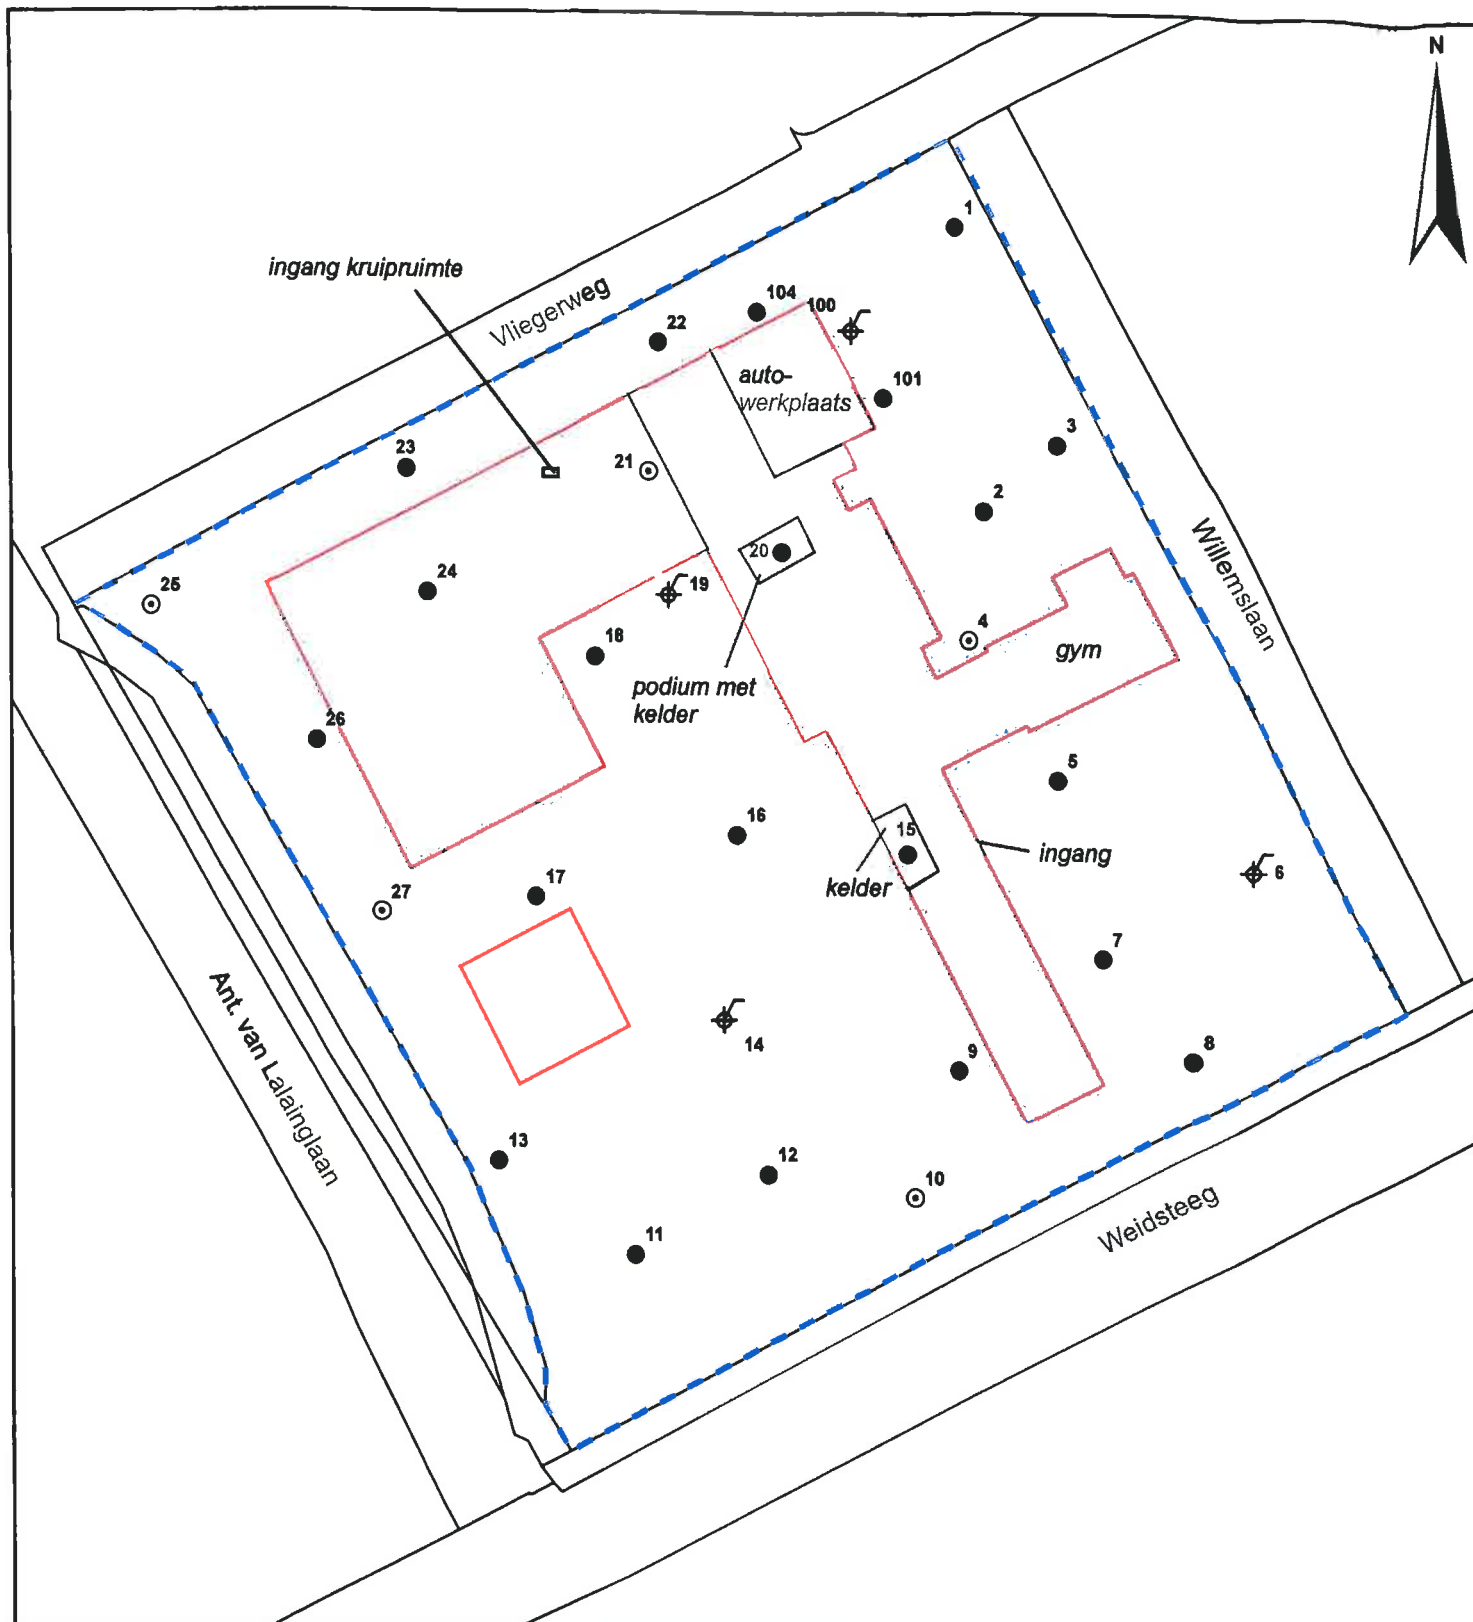 N
1
ingang kruipruimte
Vliegerweg
104
100
22
auto-
werkplaats
101
3
23
21
2
20
Willemslaan
25
24
19
4
gym
18
podium met
kelder
26
5
16
15
ingang
6
kelder
17
27
7
Ant. van Lalainglaan
14
9
8
13
12
10
Weidsteeg
11